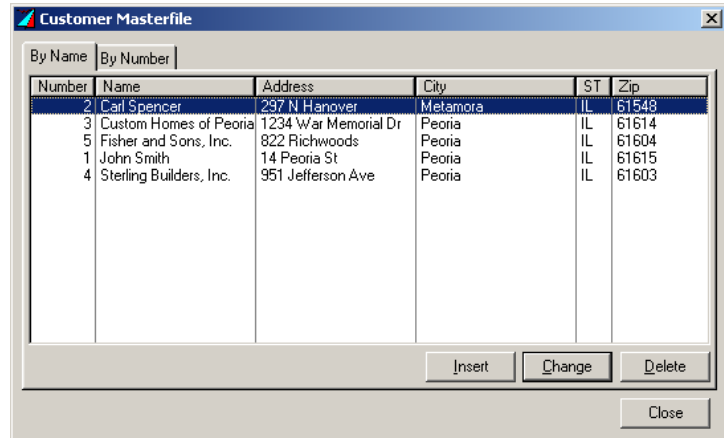 Customer Masterfile
By Name By Number
Number Name Address City ST Zip
2 Carl Spencer 297 N Hanover Metamora IL 61548
3 Custom Homes of Peoria 1234 War Memorial Dr Peoria IL 61614
5 Fisher and Sons, Inc. 822 Richwoods Peoria IL 61604
1 John Smith 14 Peoria St Peoria IL 61615
4 Sterling Builders, Inc. 951 Jefferson Ave Peoria IL 61603
Insert Change Delete
Close